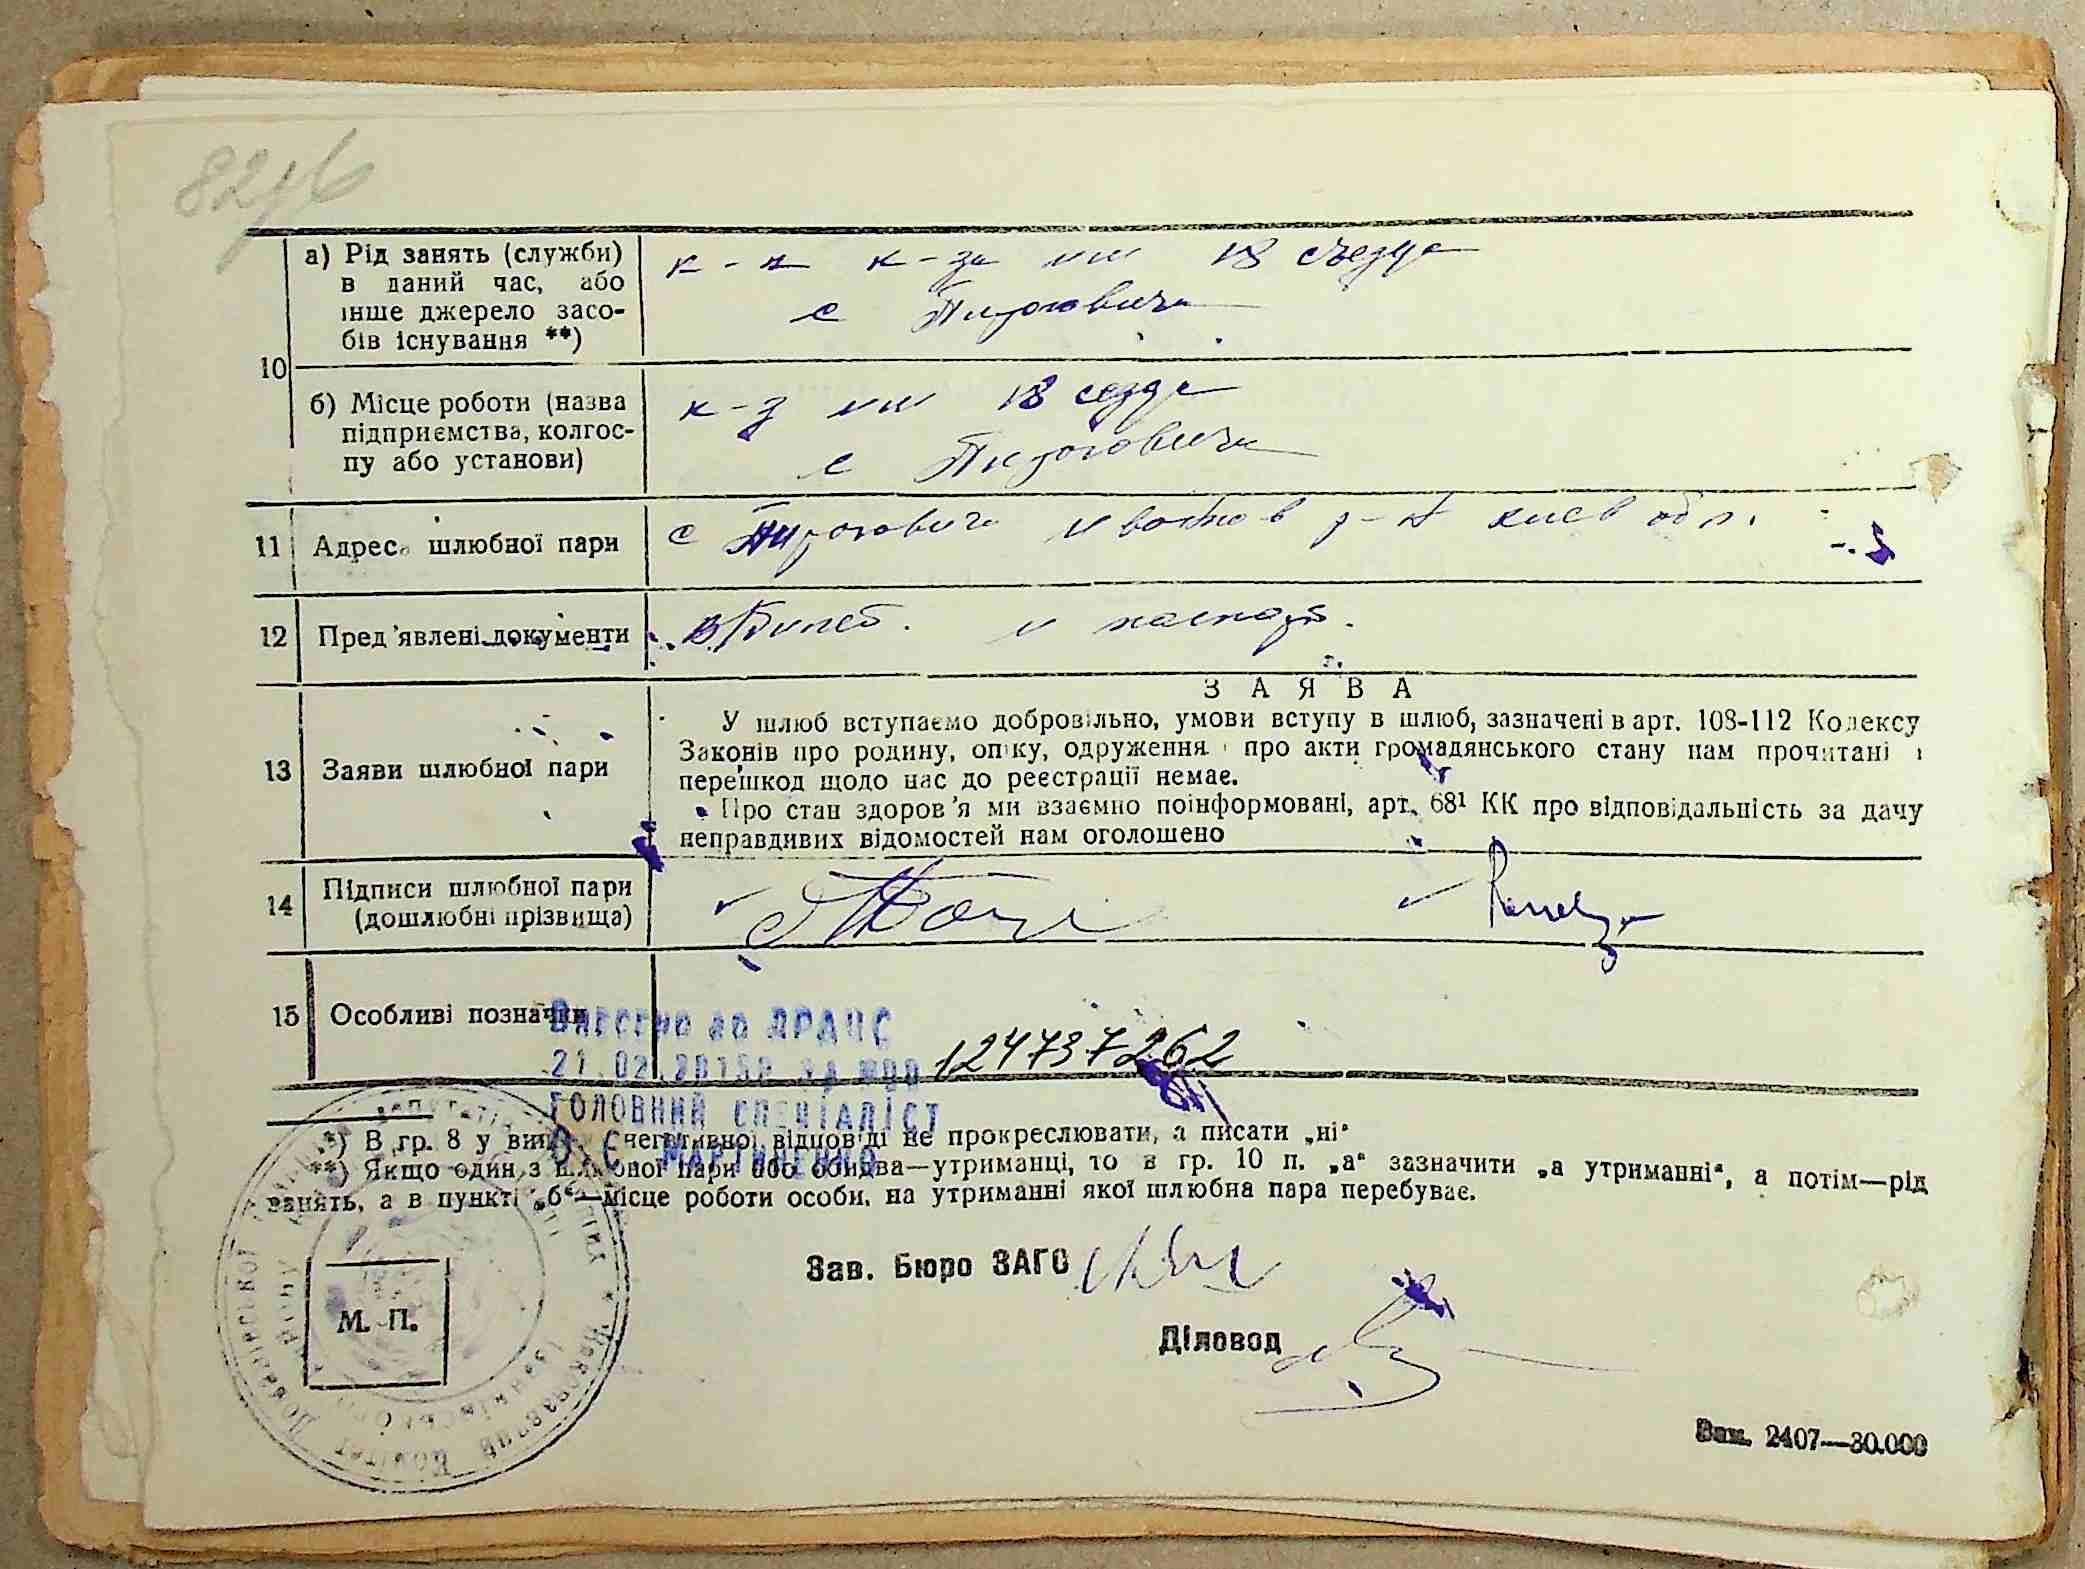 а) Рід занять (служби)
в даний час, або
інше джерело засо-
бів існування **)
к-к к-за им 18 съезда
с Пироговичи
10
б) Місце роботи (назва
підприємства, колгос-
пу або установи)
к-з им 18 сезда
с Пироговичи
11 Адреса шлюбної пари
с Пироговичи р-н киев обл.
12 Пред'явлені документи
в/билет. и паспорт.
ЗАЯВА
13 Заяви шлюбної пари
У шлюб вступаємо добровільно, умови вступу в шлюб, зазначені в арт. 108-112 Кодексу
Законів про родину, опіку, одруження і про акти громадянського стану нам прочитані і
перешкод щодо нас до реєстрації немає.
Про стан здоров'я ми взаємно поінформовані, арт. 68¹ КК про відповідальність за дачу
неправдивих відомостей нам оголошено
14 Підписи шлюбної пари
(дошлюбні прізвища)
15 Особливі позначки
Внесено до ДРАЦС
21.02. за №00 124737262
ГОЛОВНИЙ СПЕЦІАЛІСТ
О.Є. МАРТИНЕНКО
*) В гр. 8 у негативної відповіді не прокреслювати, а писати „ні“
**) Якщо один з шлюбної пари або обидва—утриманці, то в гр. 10 п. „а“ зазначити „а утриманні“, а потім—рід
занять, а в пункті „б“—місце роботи особи, на утриманні якої шлюбна пара перебуває.
Зав. Бюро ЗАГС
М. П.
Діловод
Зам. 2407—30.000